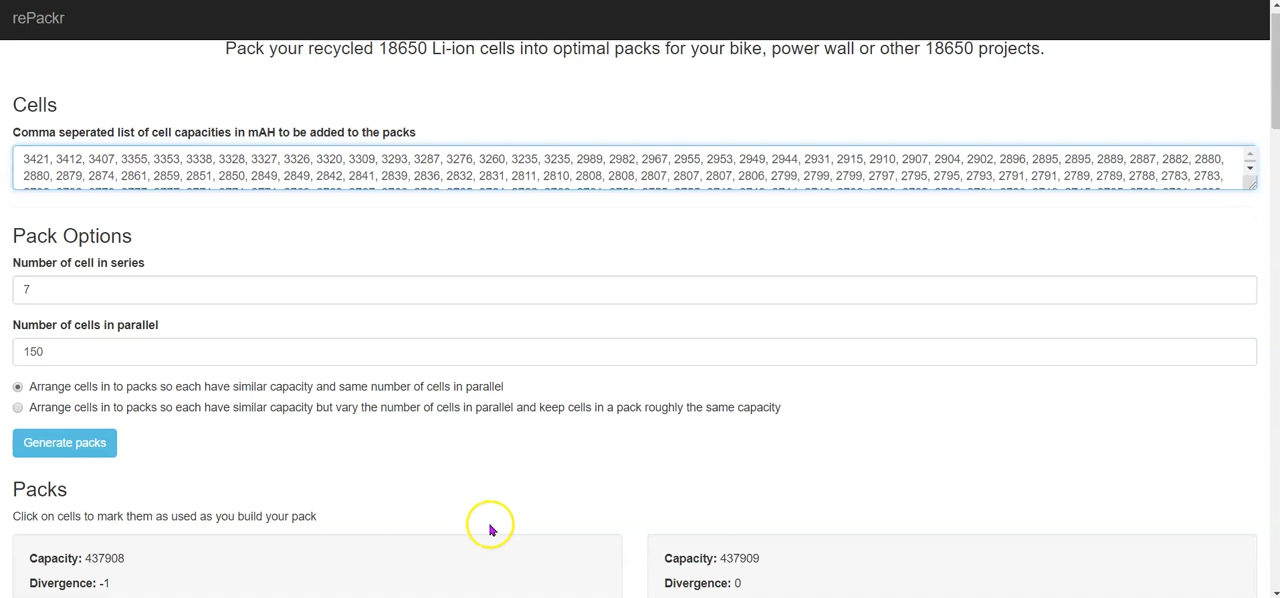 rePackr
Pack your recycled 18650 Li-ion cells into optimal packs for your bike, power wall or other 18650 projects.
Cells
Comma seperated list of cell capacities in mAH to be added to the packs
3421, 3412, 3407, 3355, 3353, 3338, 3328, 3327, 3326, 3320, 3309, 3293, 3287, 3276, 3260, 3235, 3235, 2989, 2982, 2967, 2955, 2953, 2949, 2944, 2931, 2915, 2910, 2907, 2904, 2902, 2896, 2895, 2895, 2889, 2887, 2882, 2880,
2880, 2879, 2874, 2861, 2859, 2851, 2850, 2849, 2849, 2842, 2841, 2839, 2836, 2832, 2831, 2811, 2810, 2808, 2808, 2807, 2807, 2806, 2799, 2799, 2799, 2797, 2795, 2795, 2793, 2791, 2791, 2789, 2789, 2788, 2783, 2783,
Pack Options
Number of cell in series
7
Number of cells in parallel
150
Arrange cells in to packs so each have similar capacity and same number of cells in parallel
Arrange cells in to packs so each have similar capacity but vary the number of cells in parallel and keep cells in a pack roughly the same capacity
Generate packs
Packs
Click on cells to mark them as used as you build your pack
Capacity: 437908
Divergence: -1
Capacity: 437909
Divergence: 0